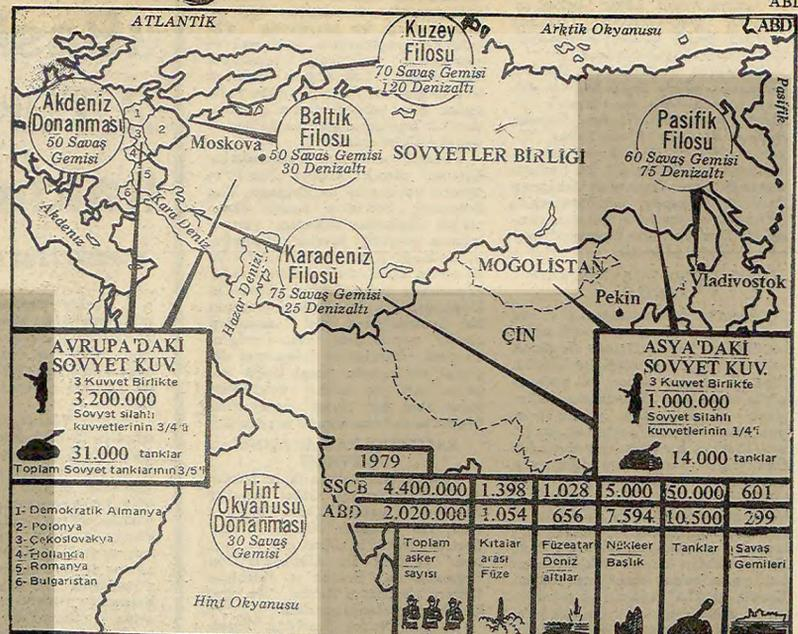 ABD
ATLANTİK
Kuzey
Filosu
70 Savaş Gemisi
120 Denizaltı
Arktik Okyanusu
ABD
Pasifik
Akdeniz
Donanması
50 Savaş
Gemisi
1
2
3
4
5
6
Moskova
Baltık
Filosu
50 Savaş Gemisi
30 Denizaltı
SOVYETLER BİRLİĞİ
Pasifik
Filosu
60 Savaş Gemisi
75 Denizaltı
Akdeniz
Kara Deniz
Hazar Denizi
Karadeniz
Filosu
75 Savaş Gemisi
25 Denizaltı
MOĞOLİSTAN
Pekin
Vladivostok
ÇİN
AVRUPA'DAKİ
SOVYET KUV.
3 Kuvvet Birlikte
3.200.000
Sovyet silahlı
kuvvetlerinin 3/4'ü
31.000 tanklar
Toplam Sovyet tanklarının 3/5'i
ASYA'DAKİ
SOVYET KUV.
3 Kuvvet Birlikte
1.000.000
Sovyet Silahlı
kuvvetlerinin 1/4'i
14.000 tanklar
1- Demokratik Almanya
2- Polonya
3- Çekoslovakya
4- Hollanda
5- Romanya
6- Bulgaristan
Hint
Okyanusu
Donanması
30 Savaş
Gemisi
Hint Okyanusu
1979
SSCB 4.400.000 1.398 1.028 5.000 50.000 601
ABD 2.020.000 1.054 656 7.594 10.500 299
Toplam
asker
sayısı
Kıtalar
arası
Füze
Füzeatar
Deniz
altılar
Nükleer
Başlık
Tanklar
Savaş
Gemileri